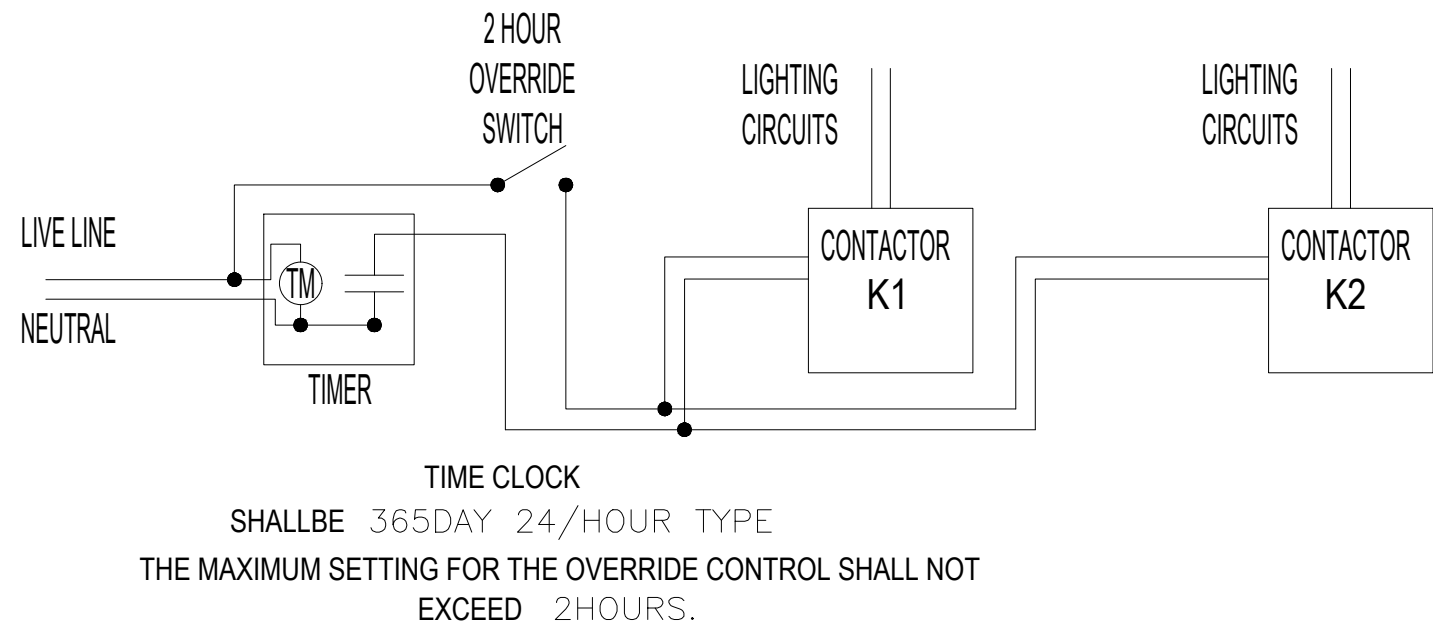 2 HOUR
OVERRIDE
SWITCH
LIGHTING
CIRCUITS
LIGHTING
CIRCUITS
LIVE LINE
NEUTRAL
TM
TIMER
CONTACTOR
K1
CONTACTOR
K2
TIME CLOCK
SHALLBE 365DAY 24/HOUR TYPE
THE MAXIMUM SETTING FOR THE OVERRIDE CONTROL SHALL NOT
EXCEED 2HOURS.